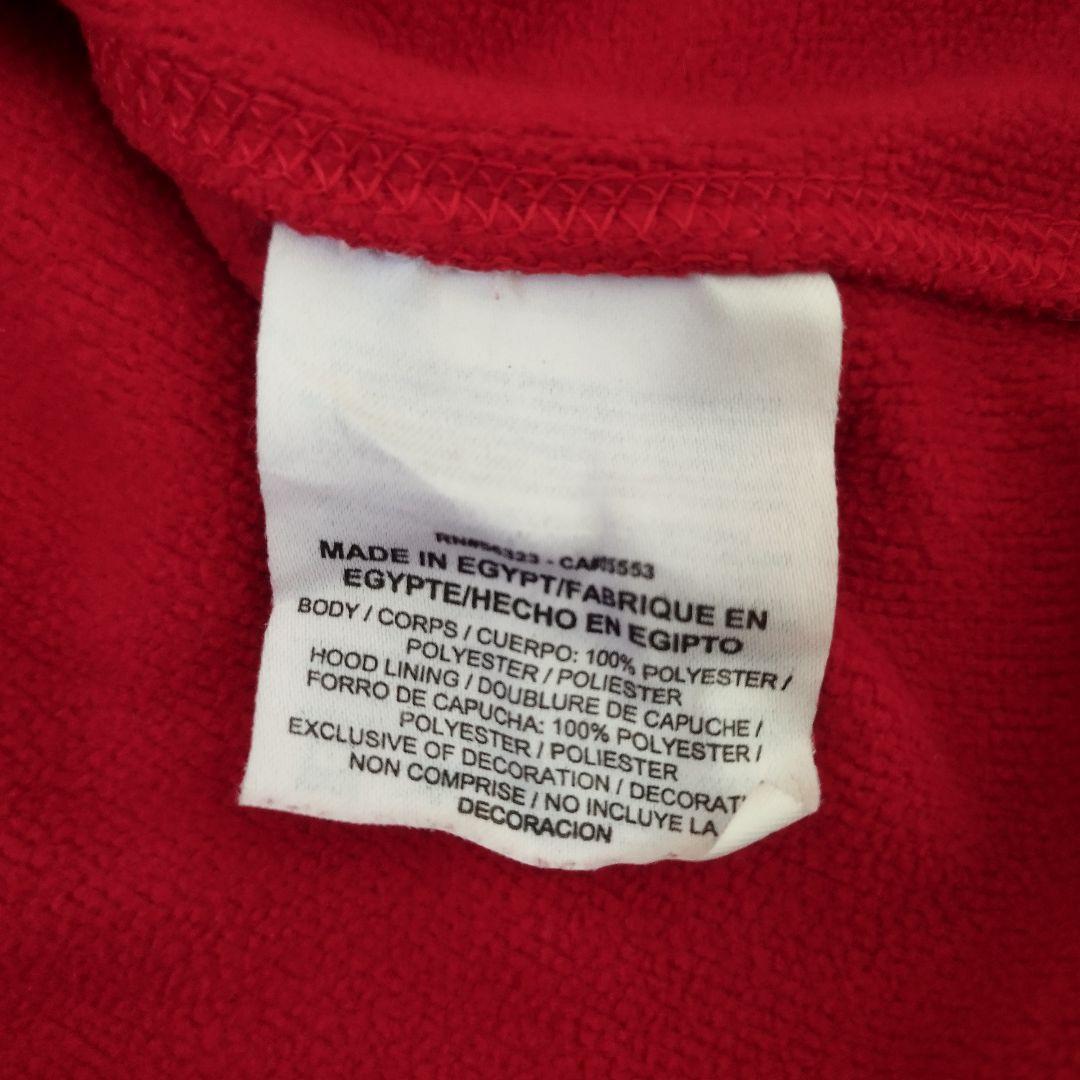 MADE IN EGYPT/FABRIQUE EN
EGYPTE/HECHO EN EGIPTO
BODY / CORPS / CUERPO: 100% POLYESTER /
POLYESTER / POLIESTER
HOOD LINING / DOUBLURE DE CAPUCHE /
FORRO DE CAPUCHA: 100% POLYESTER /
POLYESTER / POLIESTER
EXCLUSIVE OF DECORATION /
NON COMPRISE / NO INCLUYE LA
DECORACION